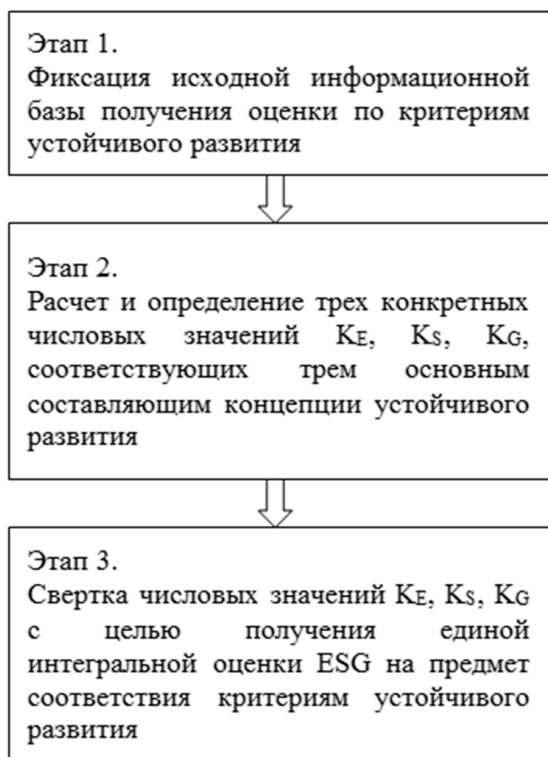 Этап 1.
Фиксация исходной информационной
базы получения оценки по критериям
устойчивого развития
Этап 2.
Расчет и определение трех конкретных
числовых значений KE, KS, KG,
соответствующих трем основным
составляющим концепции устойчивого
развития
Этап 3.
Свертка числовых значений KE, KS, KG
с целью получения единой
интегральной оценки ESG на предмет
соответствия критериям устойчивого
развития